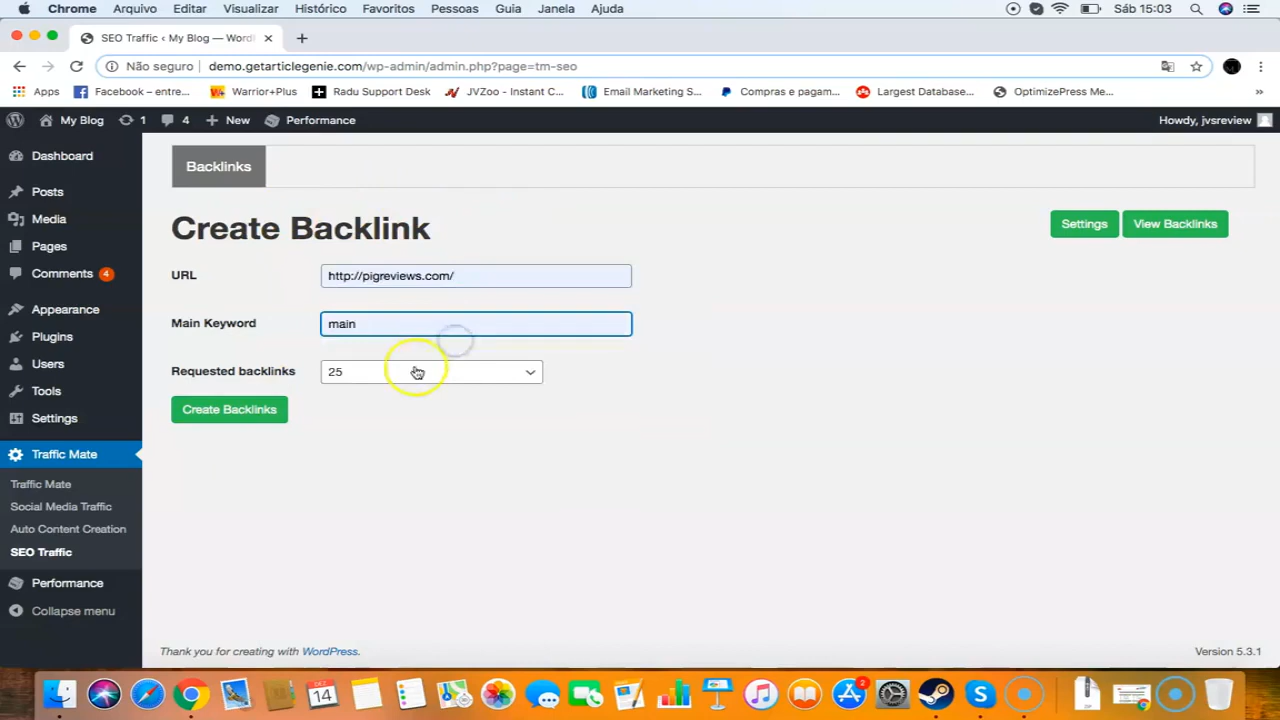 Chrome Arquivo Editar Visualizar Histórico Favoritos Pessoas Guia Janela Ajuda Sáb 15:03
SEO Traffic ‹ My Blog — Word
Não seguro demo.getarticlegenie.com/wp-admin/admin.php?page=tm-seo
Apps Facebook – entre... Warrior+Plus Radu Support Desk JVZoo - Instant C... Email Marketing S... Compras e pagam... Largest Database... OptimizePress Me... »
My Blog 1 4 New Performance Howdy, jvsreview
Dashboard
Posts
Media
Pages
Comments 4
Appearance
Plugins
Users
Tools
Settings
Traffic Mate
Traffic Mate
Social Media Traffic
Auto Content Creation
SEO Traffic
Performance
Collapse menu
Backlinks
Create Backlink Settings View Backlinks
URL http://pigreviews.com/
Main Keyword main
Requested backlinks 25
Create Backlinks
Thank you for creating with WordPress. Version 5.3.1
14
2